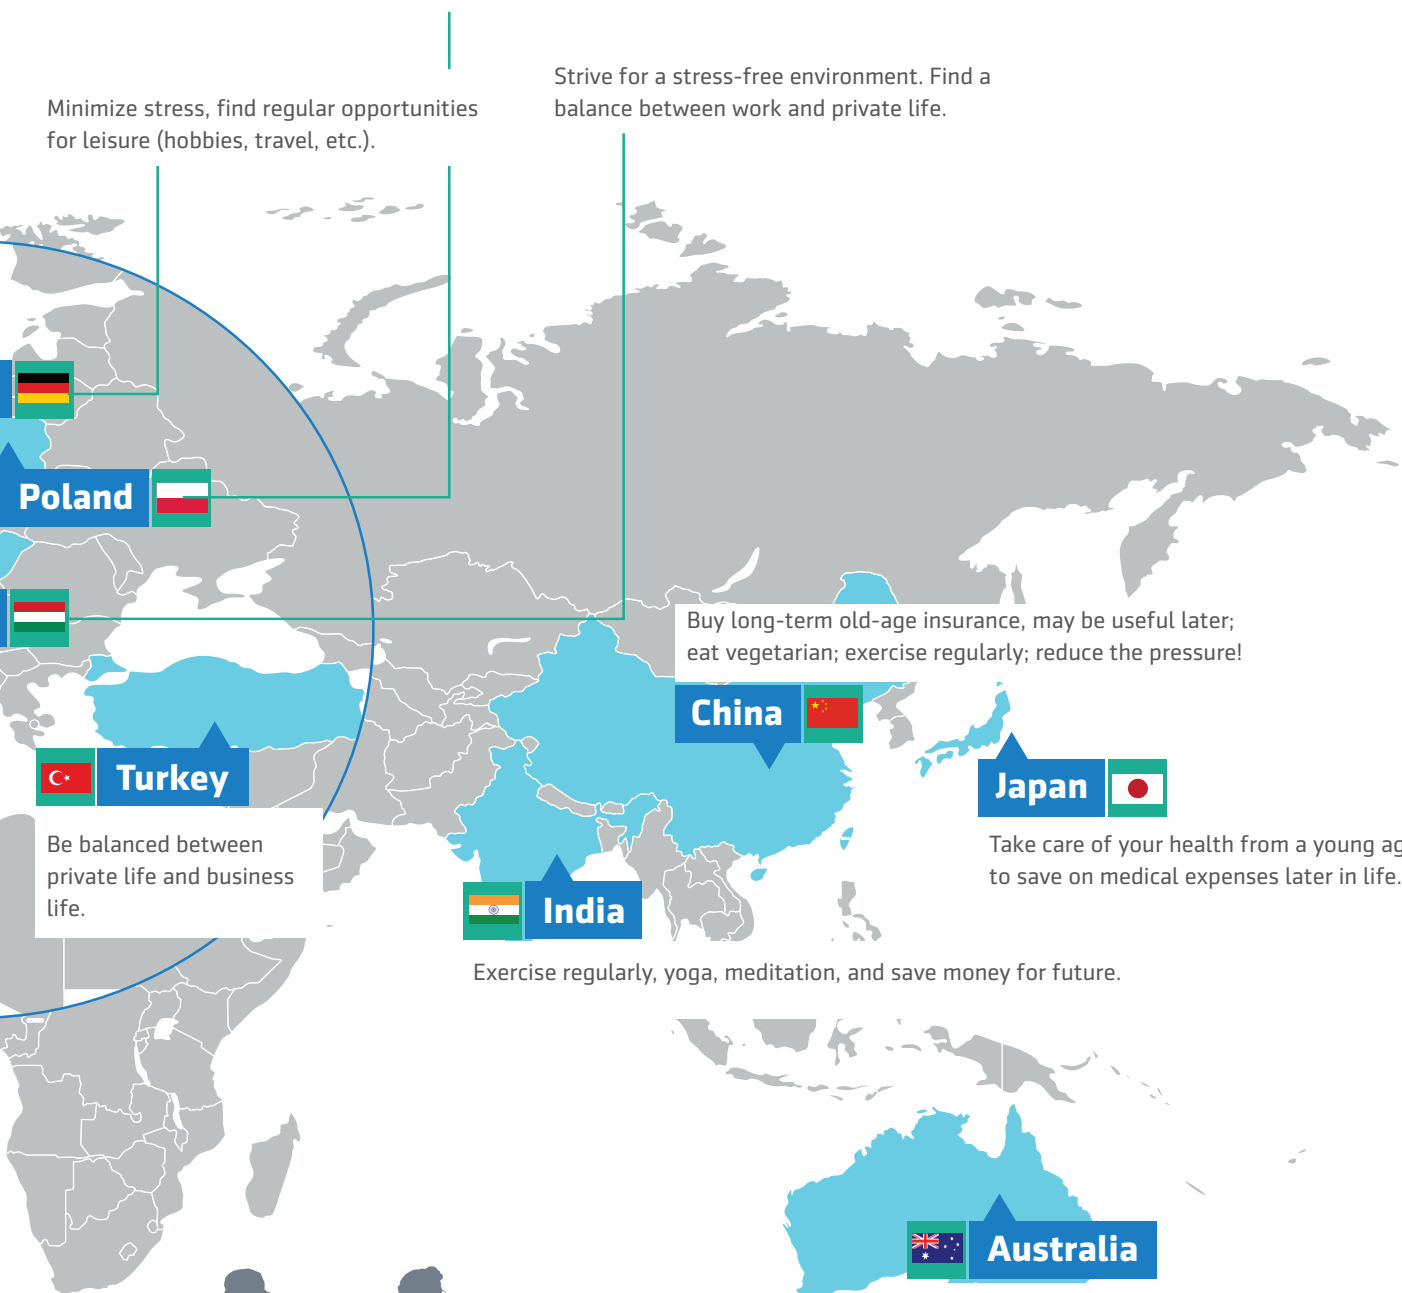 Strive for a stress-free environment. Find a
balance between work and private life.
Minimize stress, find regular opportunities
for leisure (hobbies, travel, etc.).
Poland
Buy long-term old-age insurance, may be useful later;
eat vegetarian; exercise regularly; reduce the pressure!
China
Turkey
Japan
Be balanced between
private life and business
life.
Take care of your health from a young ag
to save on medical expenses later in life.
India
Exercise regularly, yoga, meditation, and save money for future.
Australia